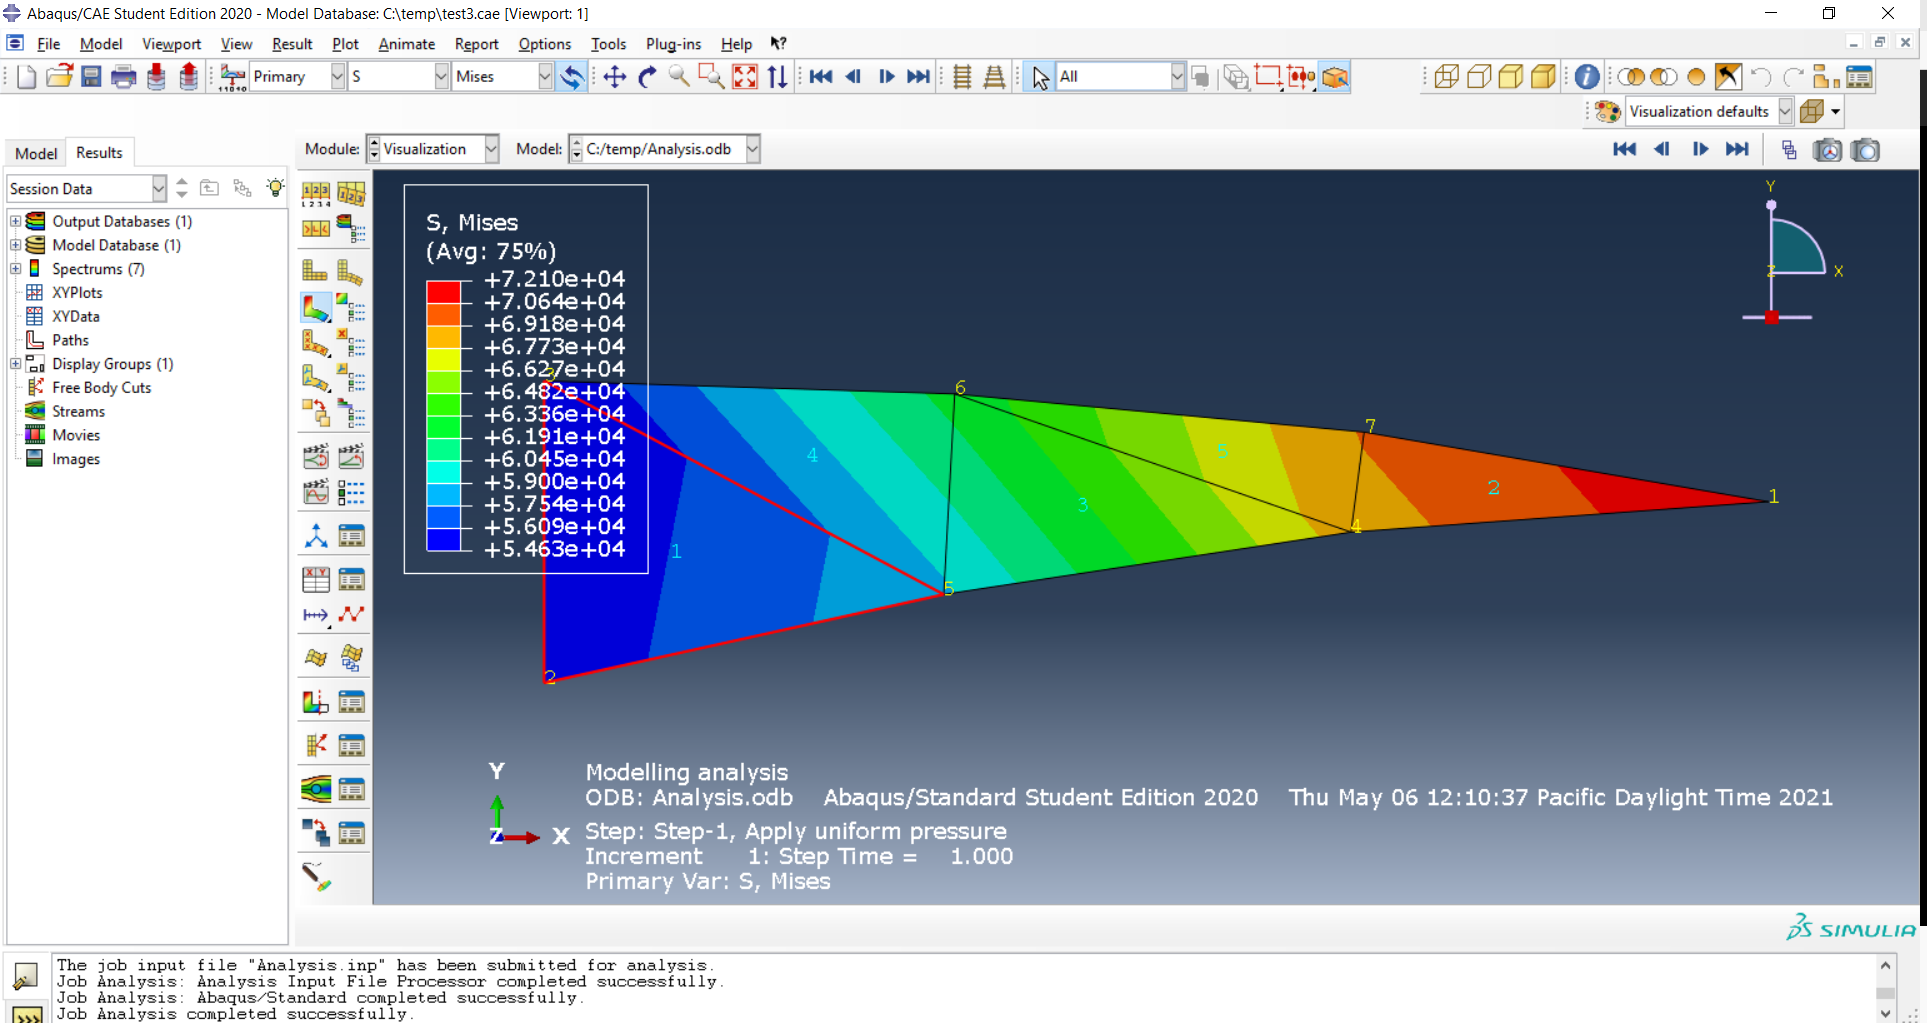 Abaqus/CAE Student Edition 2020 - Model Database: C:\temp\test3.cae [Viewport: 1]
File Model Viewport View Result Plot Animate Report Options Tools Plug-ins Help
Primary S Mises All
Visualization defaults
Model Results
Module: Visualization Model: C:/temp/Analysis.odb
Session Data
Output Databases (1)
Model Database (1)
Spectrums (7)
XYPlots
XYData
Paths
Display Groups (1)
Free Body Cuts
Streams
Movies
Images
S, Mises
(Avg: 75%)
+7.210e+04
+7.064e+04
+6.918e+04
+6.773e+04
+6.627e+04
+6.482e+04
+6.336e+04
+6.191e+04
+6.045e+04
+5.900e+04
+5.754e+04
+5.609e+04
+5.463e+04
Y
Z X
3
6
7
1
4
5
2
4
5
2
3
1
Y
Z X
Modelling analysis
ODB: Analysis.odb Abaqus/Standard Student Edition 2020 Thu May 06 12:10:37 Pacific Daylight Time 2021
Step: Step-1, Apply uniform pressure
Increment 1: Step Time = 1.000
Primary Var: S, Mises
SIMULIA
The job input file "Analysis.inp" has been submitted for analysis.
Job Analysis: Analysis Input File Processor completed successfully.
Job Analysis: Abaqus/Standard completed successfully.
Job Analysis completed successfully.